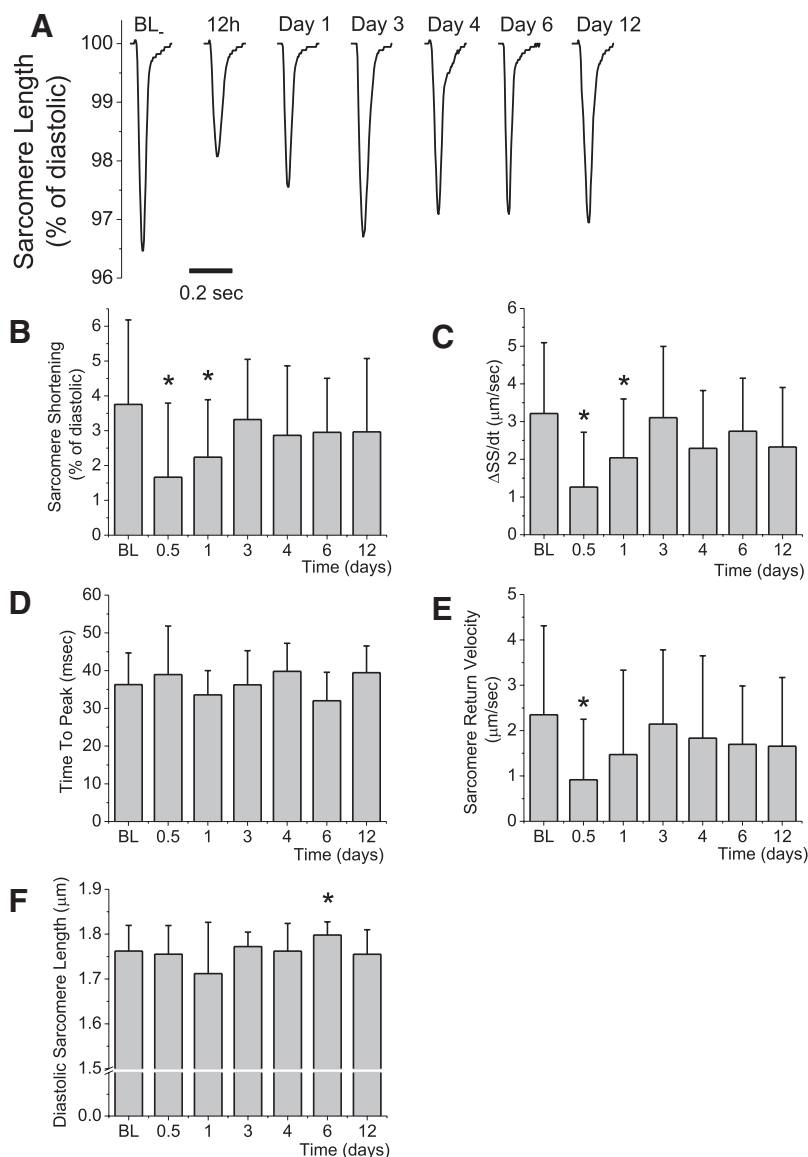 A
BL 12h Day 1 Day 3 Day 4 Day 6 Day 12
Sarcomere Length
(% of diastolic)
100
99
98
97
96
0.2 sec
B
Sarcomere Shortening
(% of diastolic)
6
5
4
3
2
1
0
* *
BL 0.5 1 3 4 6 12
Time (days)
C
ΔSS/dt (μm/sec)
6
5
4
3
2
1
0
* *
BL 0.5 1 3 4 6 12
Time (days)
D
Time To Peak (msec)
60
50
40
30
20
10
0
BL 0.5 1 3 4 6 12
Time (days)
E
Sarcomere Return Velocity
(μm/sec)
5
4
3
2
1
0
*
BL 0.5 1 3 4 6 12
Time (days)
F
Diastolic Sarcomere Length (μm)
1.9
1.8
1.7
1.6
1.5
0.0
*
BL 0.5 1 3 4 6 12
Time (days)